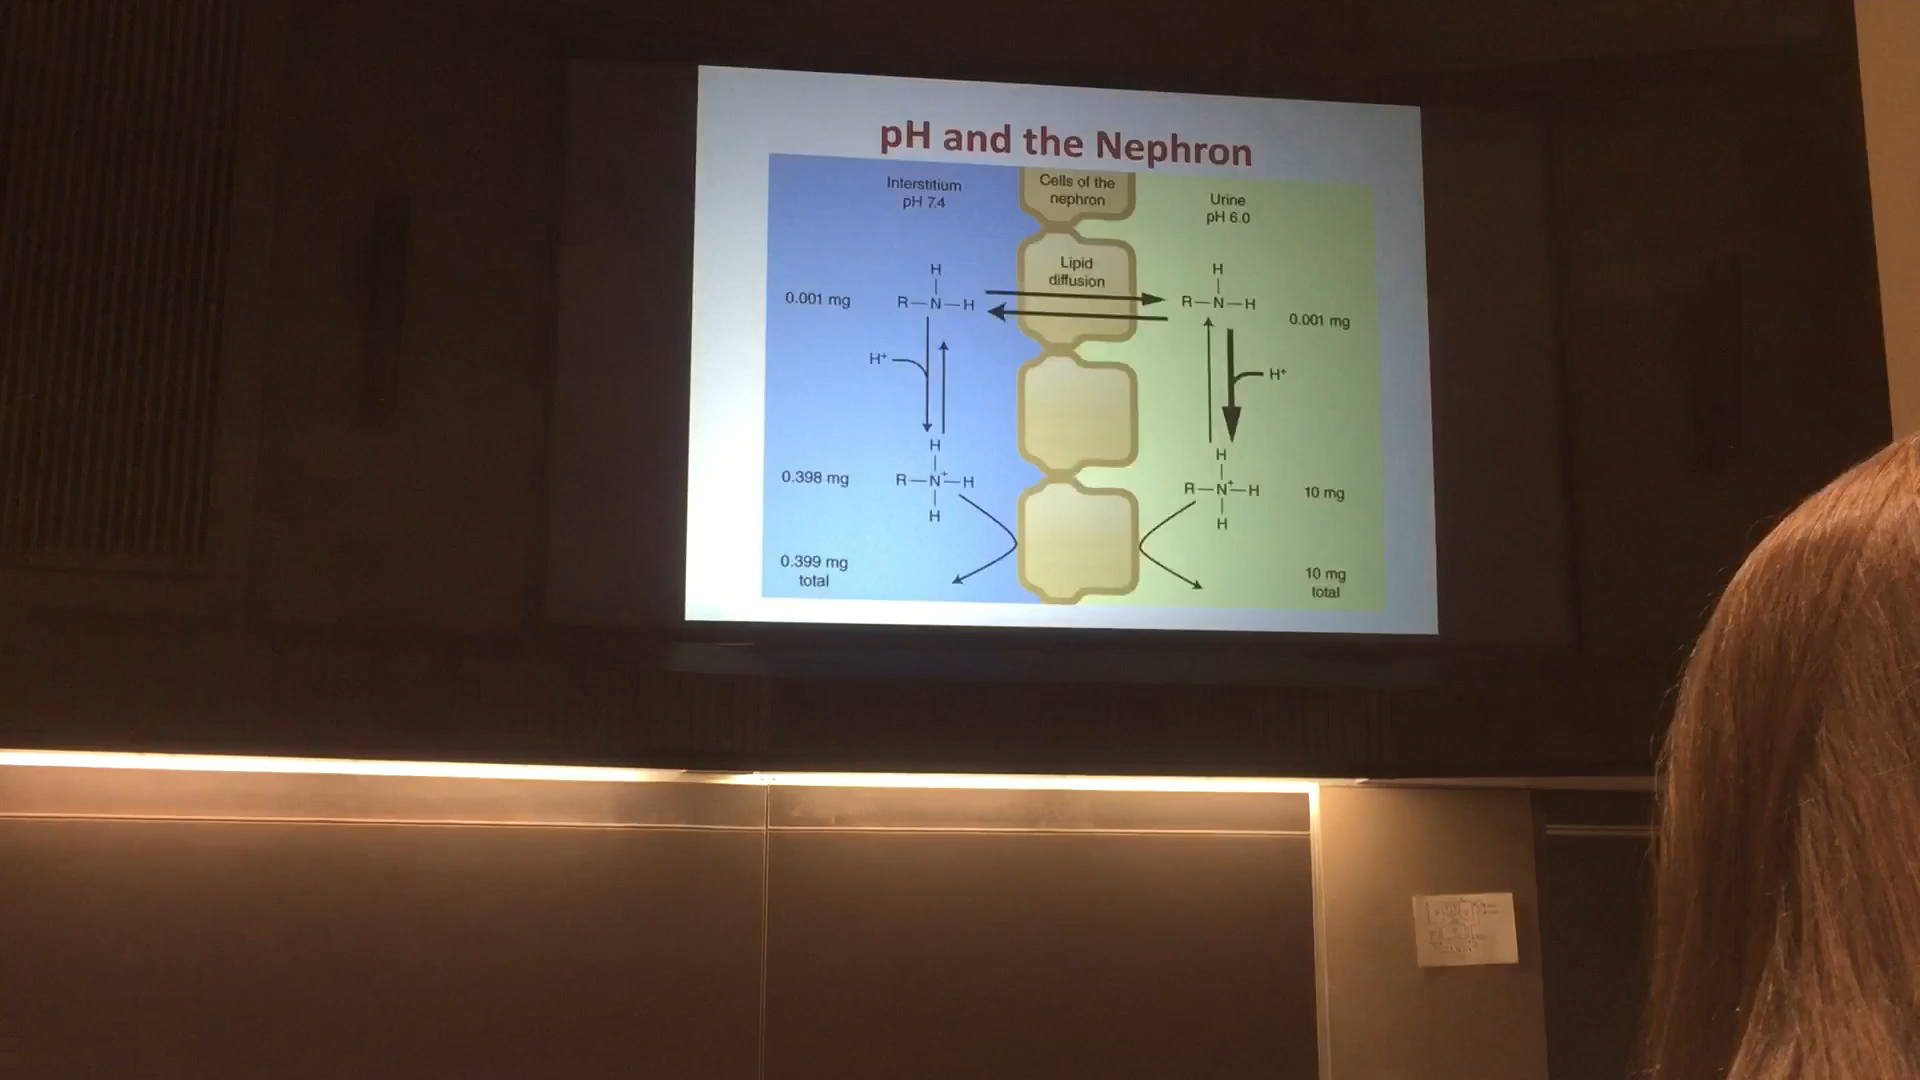 pH and the Nephron
Interstitium
pH 7.4
Cells of the
nephron
Urine
pH 6.0
Lipid
diffusion
0.001 mg
H
R—N—H
H
R—N—H
0.001 mg
H⁺
H⁺
0.398 mg
H
R—N⁺—H
H
H
R—N⁺—H
H
10 mg
0.399 mg
total
10 mg
total